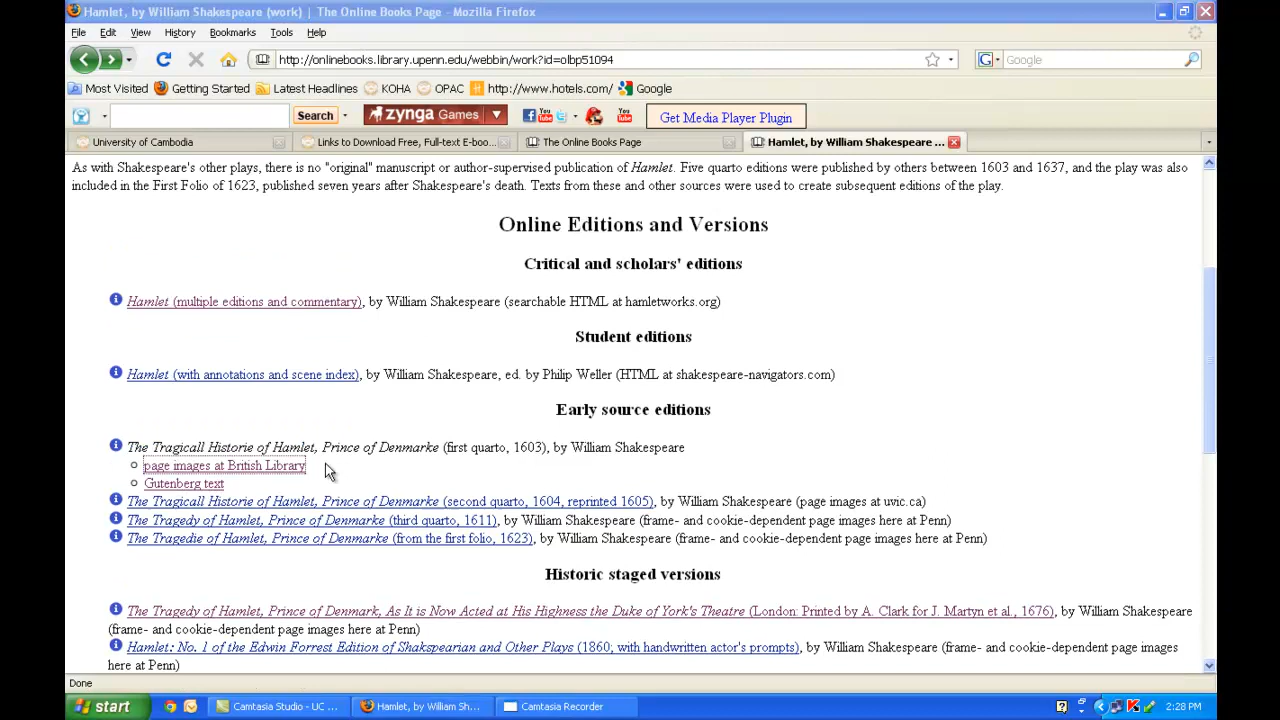 Hamlet, by William Shakespeare (work) | The Online Books Page - Mozilla Firefox
File Edit View History Bookmarks Tools Help
http://onlinebooks.library.upenn.edu/webbin/work?id=olbp51094 Google
Most Visited Getting Started Latest Headlines KOHA OPAC http://www.hotels.com/ Google
Search zynga Games Get Media Player Plugin
University of Cambodia Links to Download Free, Full-text E-boo... The Online Books Page Hamlet, by William Shakespeare ...
As with Shakespeare's other plays, there is no "original" manuscript or author-supervised publication of Hamlet. Five quarto editions were published by others between 1603 and 1637, and the play was also
included in the First Folio of 1623, published seven years after Shakespeare's death. Texts from these and other sources were used to create subsequent editions of the play.
Online Editions and Versions
Critical and scholars' editions
Hamlet (multiple editions and commentary), by William Shakespeare (searchable HTML at hamletworks.org)
Student editions
Hamlet (with annotations and scene index), by William Shakespeare, ed. by Philip Weller (HTML at shakespeare-navigators.com)
Early source editions
The Tragicall Historie of Hamlet, Prince of Denmarke (first quarto, 1603), by William Shakespeare
page images at British Library
Gutenberg text
The Tragicall Historie of Hamlet, Prince of Denmarke (second quarto, 1604, reprinted 1605), by William Shakespeare (page images at uvic.ca)
The Tragedy of Hamlet, Prince of Denmarke (third quarto, 1611), by William Shakespeare (frame- and cookie-dependent page images here at Penn)
The Tragedie of Hamlet, Prince of Denmarke (from the first folio, 1623), by William Shakespeare (frame- and cookie-dependent page images here at Penn)
Historic staged versions
The Tragedy of Hamlet, Prince of Denmark, As It is Now Acted at His Highness the Duke of York's Theatre (London: Printed by A. Clark for J. Martyn et al., 1676), by William Shakespeare
(frame- and cookie-dependent page images here at Penn)
Hamlet: No. 1 of the Edwin Forrest Edition of Shakspearian and Other Plays (1860; with handwritten actor's prompts), by William Shakespeare (frame- and cookie-dependent page images
here at Penn)
Done
start Camtasia Studio - UC ... Hamlet, by William Sh... Camtasia Recorder 2:28 PM